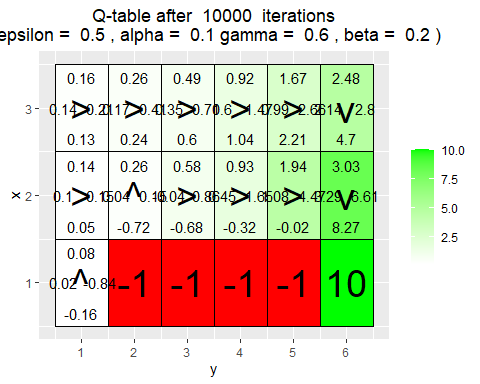 Q-table after 10000 iterations
epsilon = 0.5 , alpha = 0.1 gamma = 0.6 , beta = 0.2 )
0.16 0.26 0.49 0.92 1.67 2.48
3 > > > > > v
0.13 0.24 0.6 1.04 2.21 4.7
0.14 0.26 0.58 0.93 1.94 3.03
x 2 > ^ > > > v
0.05 -0.72 -0.68 -0.32 -0.02 8.27
0.08
1 0.02 ^ -0.84 -1 -1 -1 -1 10
-0.16
1 2 3 4 5 6
y
10.0
7.5
5.0
2.5